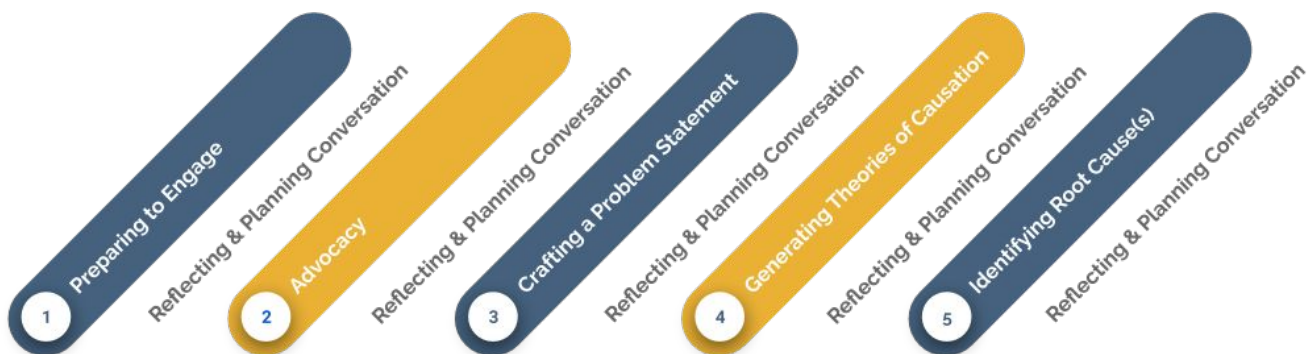 1
Preparing to Engage
Reflecting & Planning Conversation
2
Advocacy
Reflecting & Planning Conversation
3
Crafting a Problem Statement
Reflecting & Planning Conversation
4
Generating Theories of Causation
Reflecting & Planning Conversation
5
Identifying Root Cause(s)
Reflecting & Planning Conversation